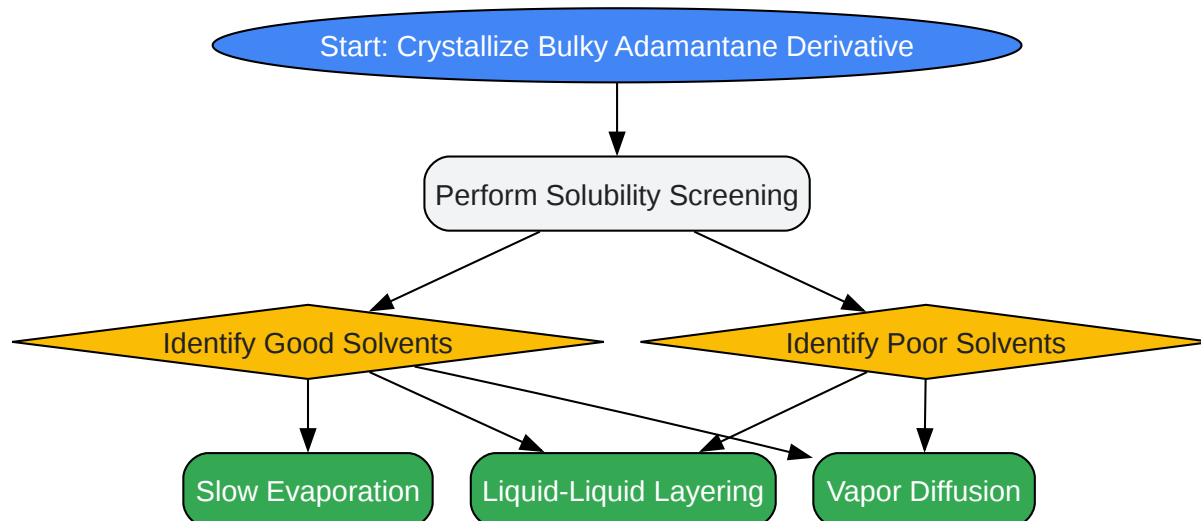 Start: Crystallize Bulky Adamantane Derivative
Perform Solubility Screening
Identify Good Solvents
Identify Poor Solvents
Slow Evaporation
Liquid-Liquid Layering
Vapor Diffusion